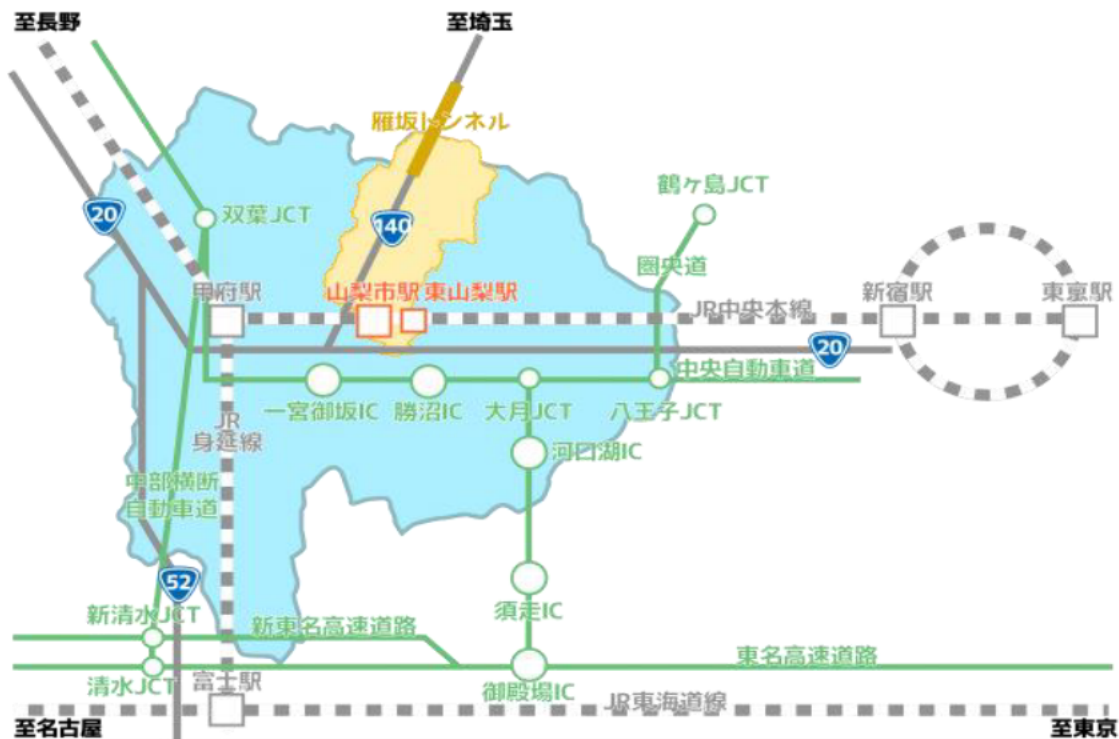 至長野
至埼玉
雁坂トンネル
鶴ヶ島JCT
20
双葉JCT
140
圏央道
甲府駅
山梨市駅
東山梨駅
JR中央本線
新宿駅
東京駅
20
中央自動車道
一宮御坂IC
勝沼IC
大月JCT
八王子JCT
JR
身延線
河口湖IC
中部横断
自動車道
52
須走IC
新清水JCT
新東名高速道路
東名高速道路
清水JCT
富士駅
御殿場IC
JR東海道線
至名古屋
至東京